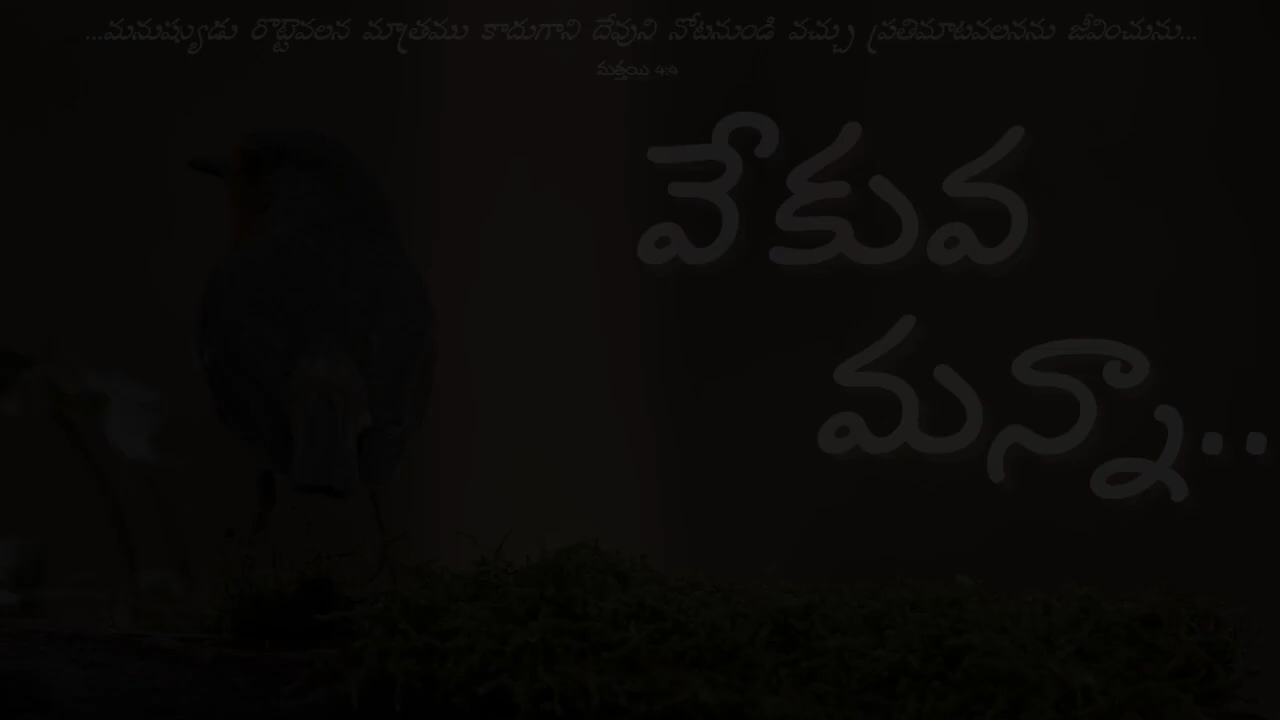 ...మనుష్యుడు రొట్టెవలన మాత్రము కాదుగాని దేవుని నోటనుండి వచ్చు ప్రతిమాటవలనను జీవించును...
మత్తయి 4:4
వేకువ
మన్నా..